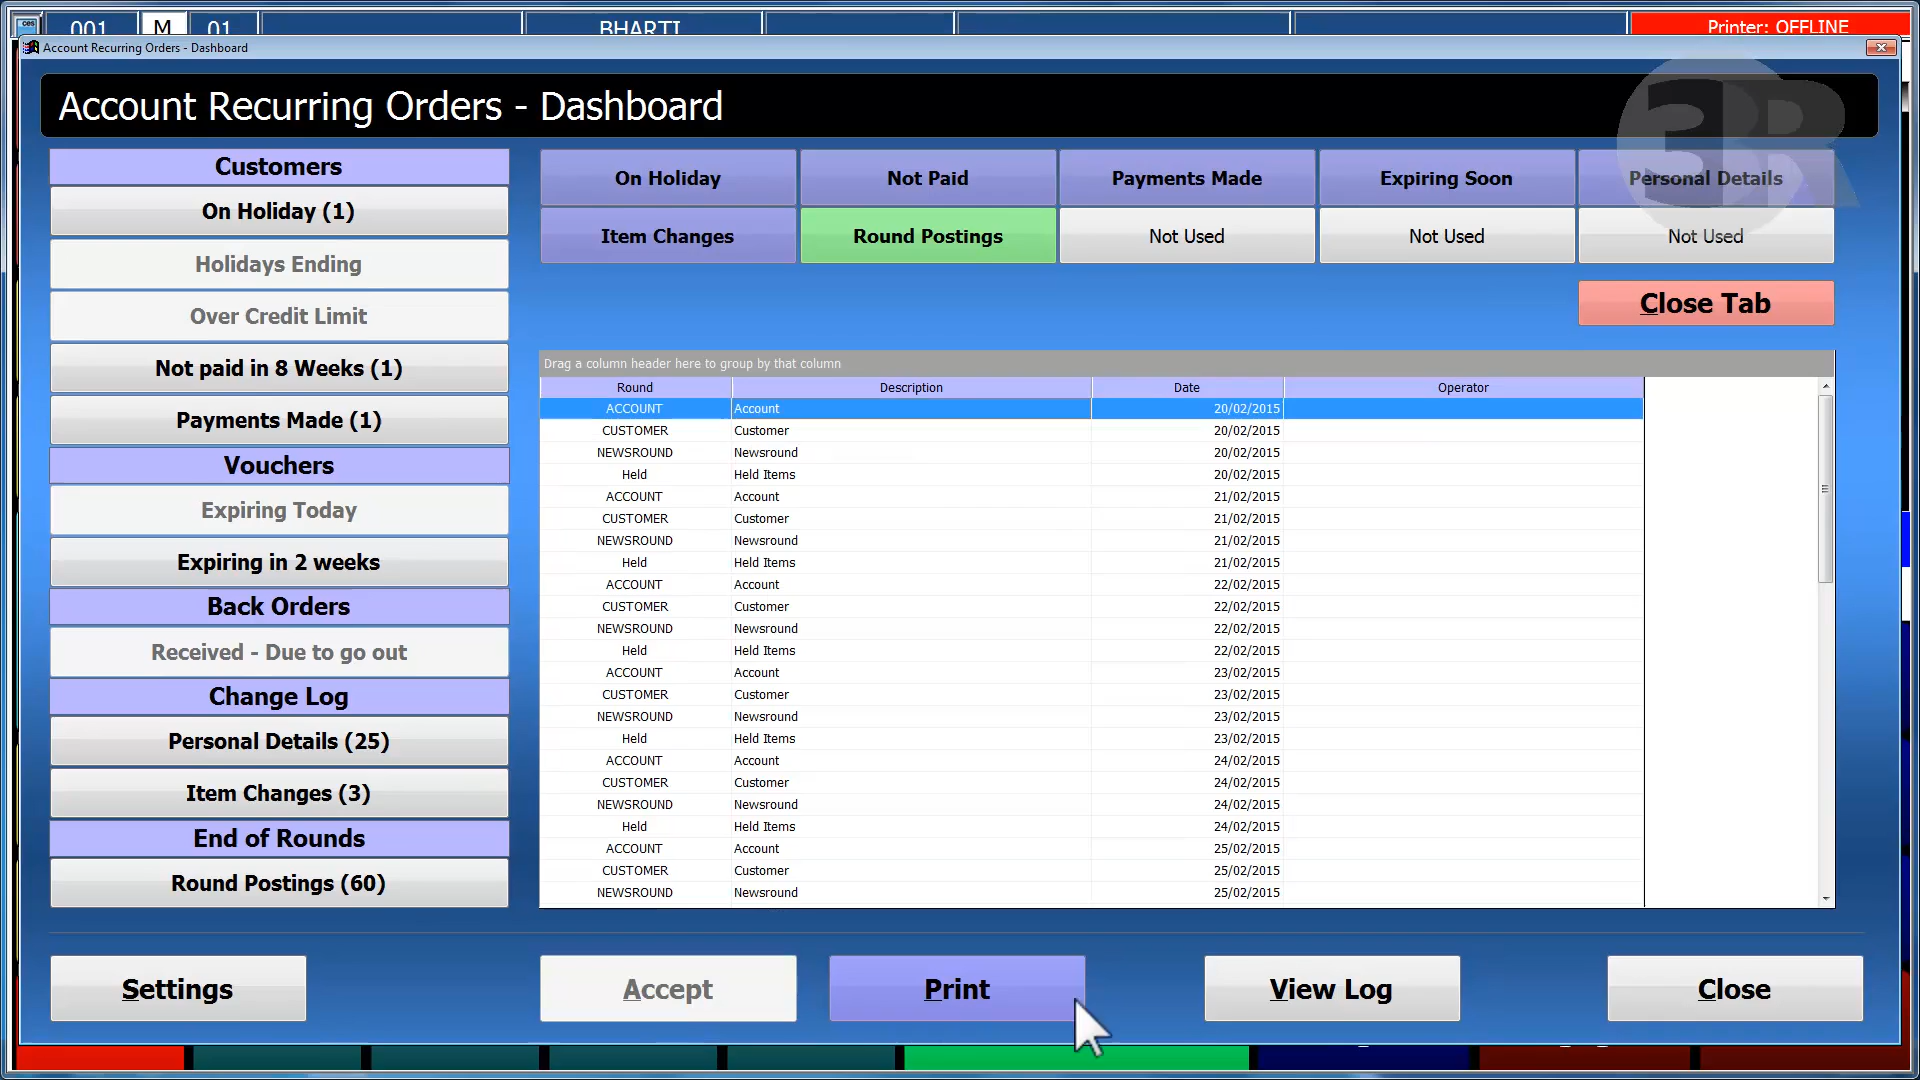 001 M 01 BHARTI Printer: OFFLINE
Account Recurring Orders - Dashboard
Account Recurring Orders - Dashboard
3R
Customers
On Holiday (1)
Holidays Ending
Over Credit Limit
Not paid in 8 Weeks (1)
Payments Made (1)
Vouchers
Expiring Today
Expiring in 2 weeks
Back Orders
Received - Due to go out
Change Log
Personal Details (25)
Item Changes (3)
End of Rounds
Round Postings (60)
On Holiday Not Paid Payments Made Expiring Soon Personal Details
Item Changes Round Postings Not Used Not Used Not Used
Close Tab
Drag a column header here to group by that column
Round Description Date Operator
ACCOUNT Account 20/02/2015
CUSTOMER Customer 20/02/2015
NEWSROUND Newsround 20/02/2015
Held Held Items 20/02/2015
ACCOUNT Account 21/02/2015
CUSTOMER Customer 21/02/2015
NEWSROUND Newsround 21/02/2015
Held Held Items 21/02/2015
ACCOUNT Account 22/02/2015
CUSTOMER Customer 22/02/2015
NEWSROUND Newsround 22/02/2015
Held Held Items 22/02/2015
ACCOUNT Account 23/02/2015
CUSTOMER Customer 23/02/2015
NEWSROUND Newsround 23/02/2015
Held Held Items 23/02/2015
ACCOUNT Account 24/02/2015
CUSTOMER Customer 24/02/2015
NEWSROUND Newsround 24/02/2015
Held Held Items 24/02/2015
ACCOUNT Account 25/02/2015
CUSTOMER Customer 25/02/2015
NEWSROUND Newsround 25/02/2015
Settings Accept Print View Log Close